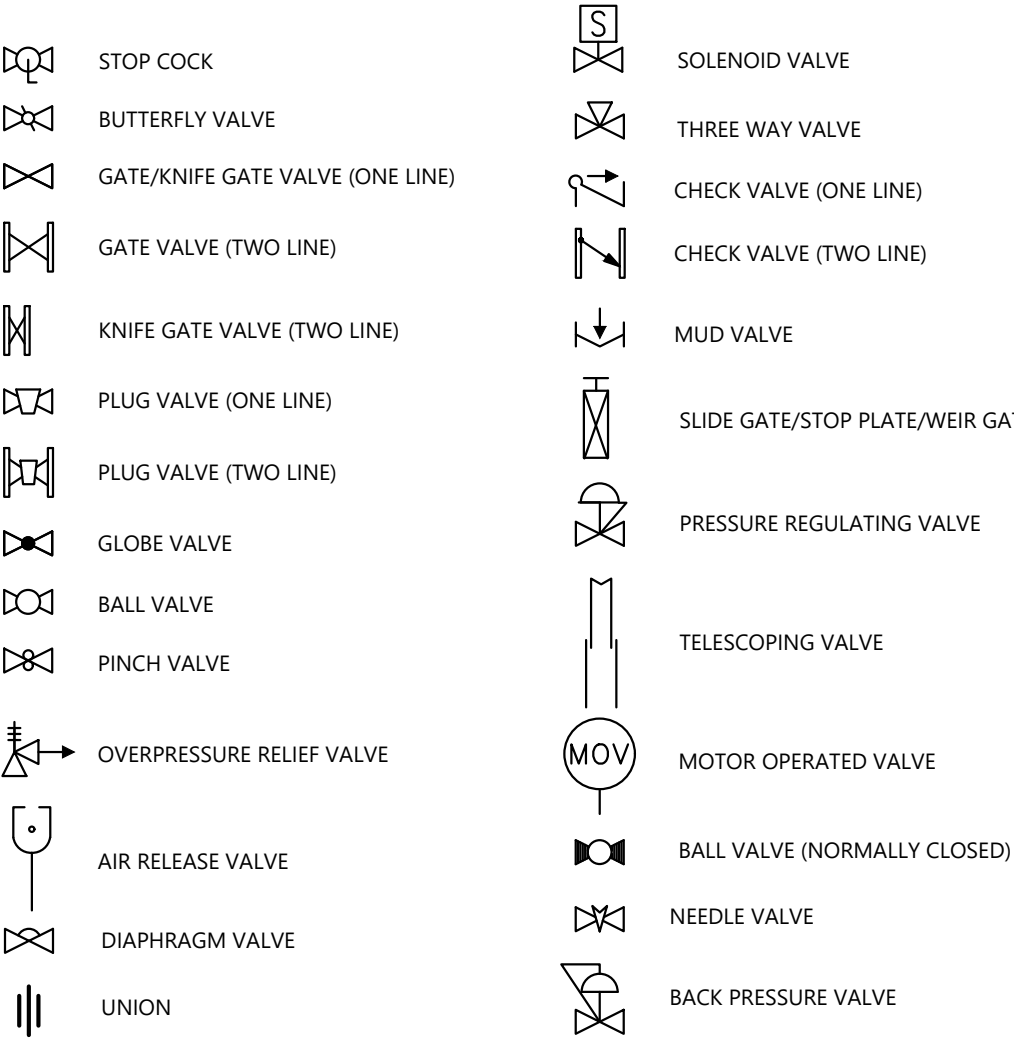 STOP COCK
BUTTERFLY VALVE
GATE/KNIFE GATE VALVE (ONE LINE)
GATE VALVE (TWO LINE)
KNIFE GATE VALVE (TWO LINE)
PLUG VALVE (ONE LINE)
PLUG VALVE (TWO LINE)
GLOBE VALVE
BALL VALVE
PINCH VALVE
OVERPRESSURE RELIEF VALVE
AIR RELEASE VALVE
DIAPHRAGM VALVE
UNION
S
SOLENOID VALVE
THREE WAY VALVE
CHECK VALVE (ONE LINE)
CHECK VALVE (TWO LINE)
MUD VALVE
SLIDE GATE/STOP PLATE/WEIR
PRESSURE REGULATING VALVE
TELESCOPING VALVE
MOV
MOTOR OPERATED VALVE
BALL VALVE (NORMALLY CLOSED)
NEEDLE VALVE
BACK PRESSURE VALVE